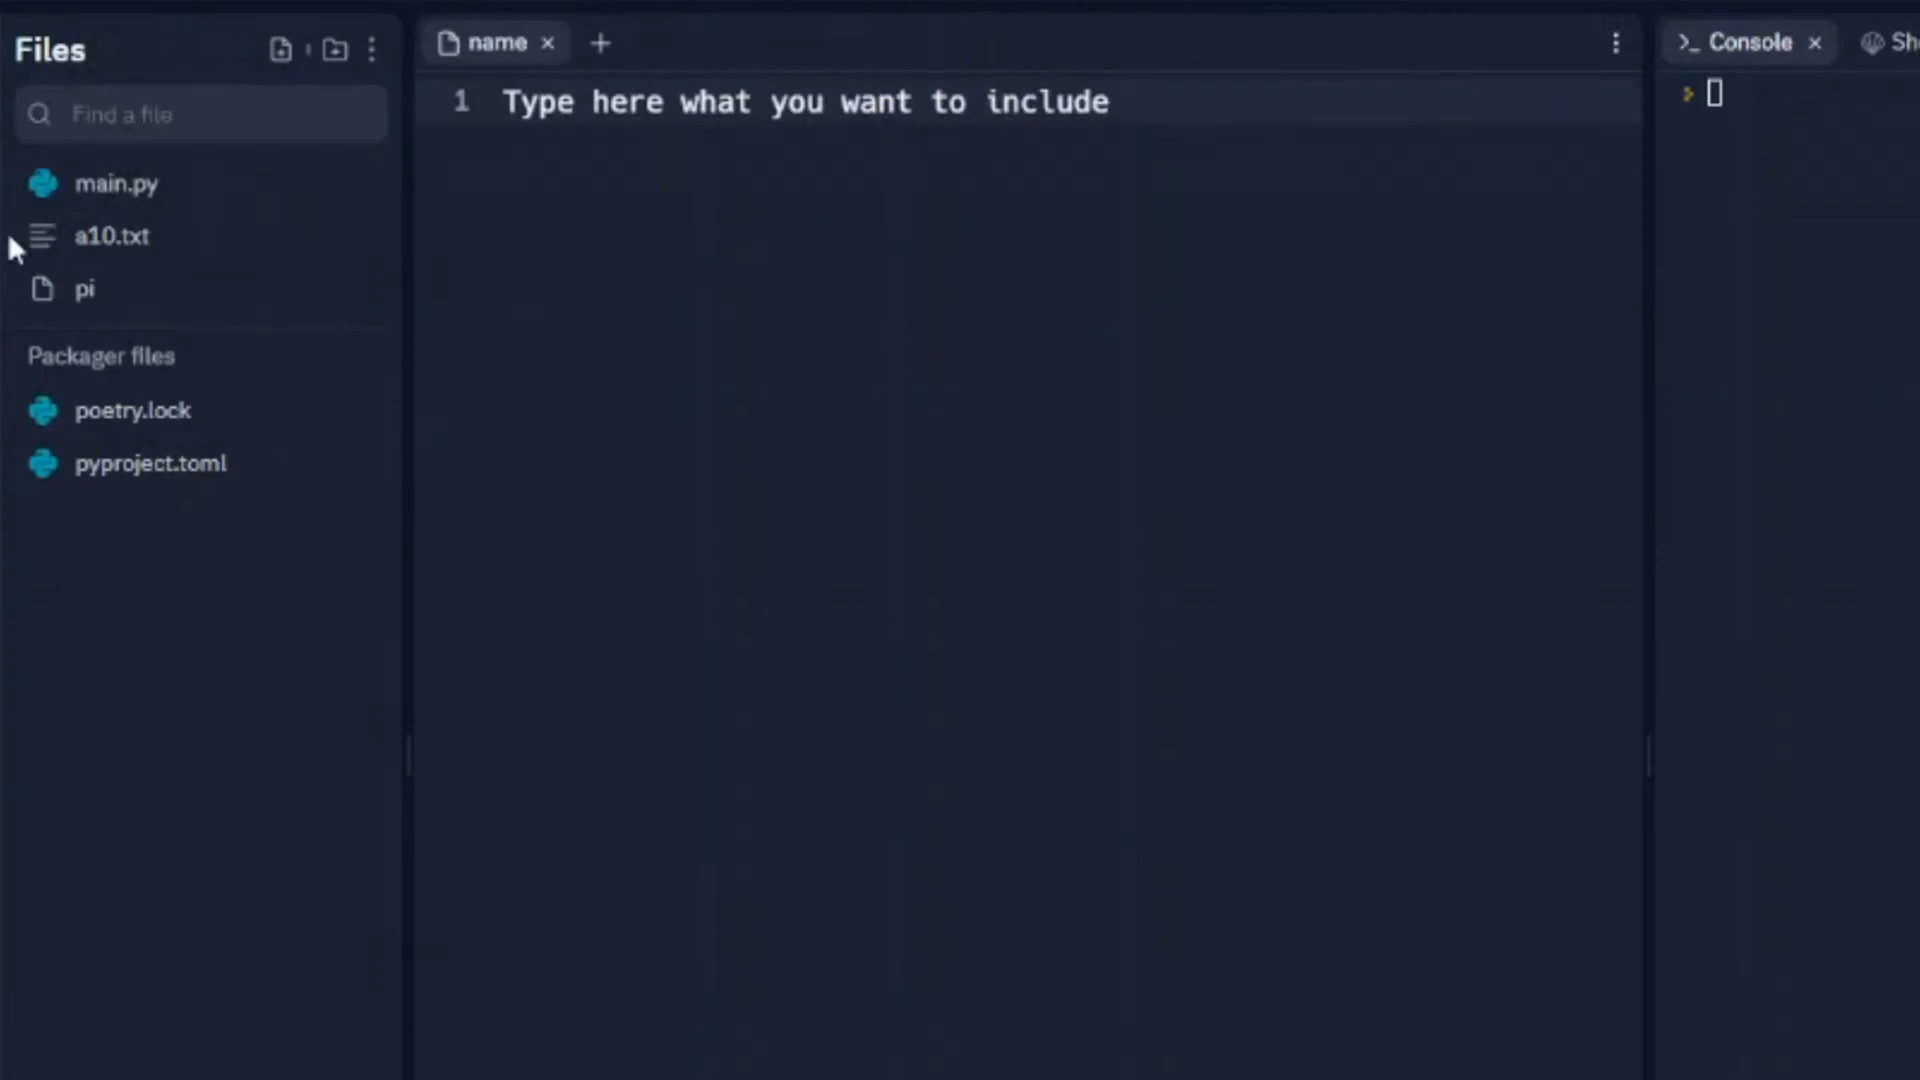 Files
Find a file
main.py
a10.txt
pi
Packager files
poetry.lock
pyproject.toml
name
1 Type here what you want to include
Console